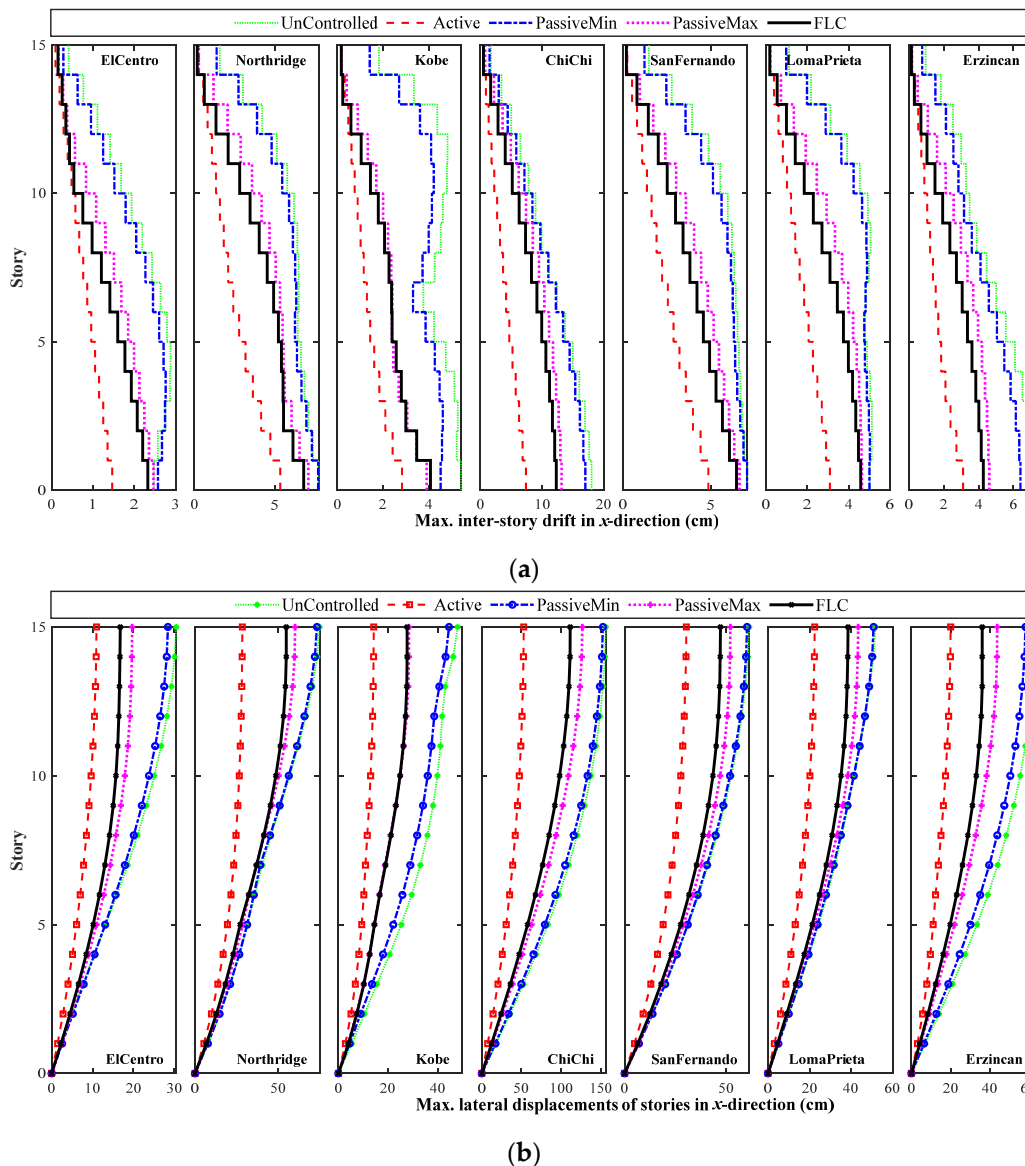 UnControlled Active PassiveMin PassiveMax FLC
15 ElCentro Northridge Kobe ChiChi SanFernando LomaPrieta Erzincan
10
Story
5
0
0 1 2 3 0 5 0 2 4 0 10 20 0 5 0 2 4 6 0 2 4 6
Max. inter-story drift in x-direction (cm)
(a)
UnControlled Active PassiveMin PassiveMax FLC
15
10
Story
5
ElCentro Northridge Kobe ChiChi SanFernando LomaPrieta Erzincan
0
0 10 20 30 0 50 0 20 40 0 50 100 150 0 50 0 20 40 60 0 20 40 60
Max. lateral displacements of stories in x-direction (cm)
(b)